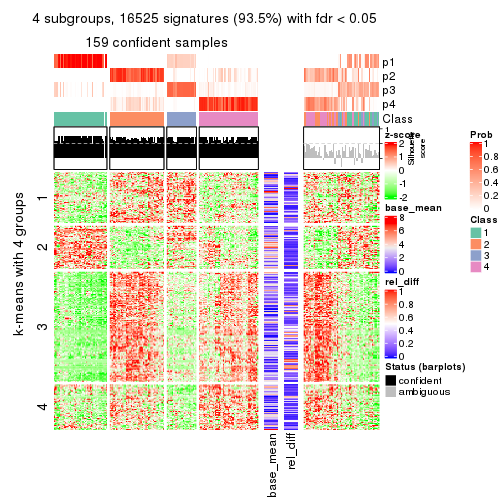 4 subgroups, 16525 signatures (93.5%) with fdr < 0.05
159 confident samples
p1
p2
p3
p4
Class
1
Silhouette
score
k-means with 4 groups
1
2
3
4
base_mean
rel_diff
z-score
2
1
0
-1
-2
base_mean
8
6
4
2
0
rel_diff
1
0.8
0.6
0.4
0.2
0
Status (barplots)
confident
ambiguous
Prob
1
0.8
0.6
0.4
0.2
0
Class
1
2
3
4